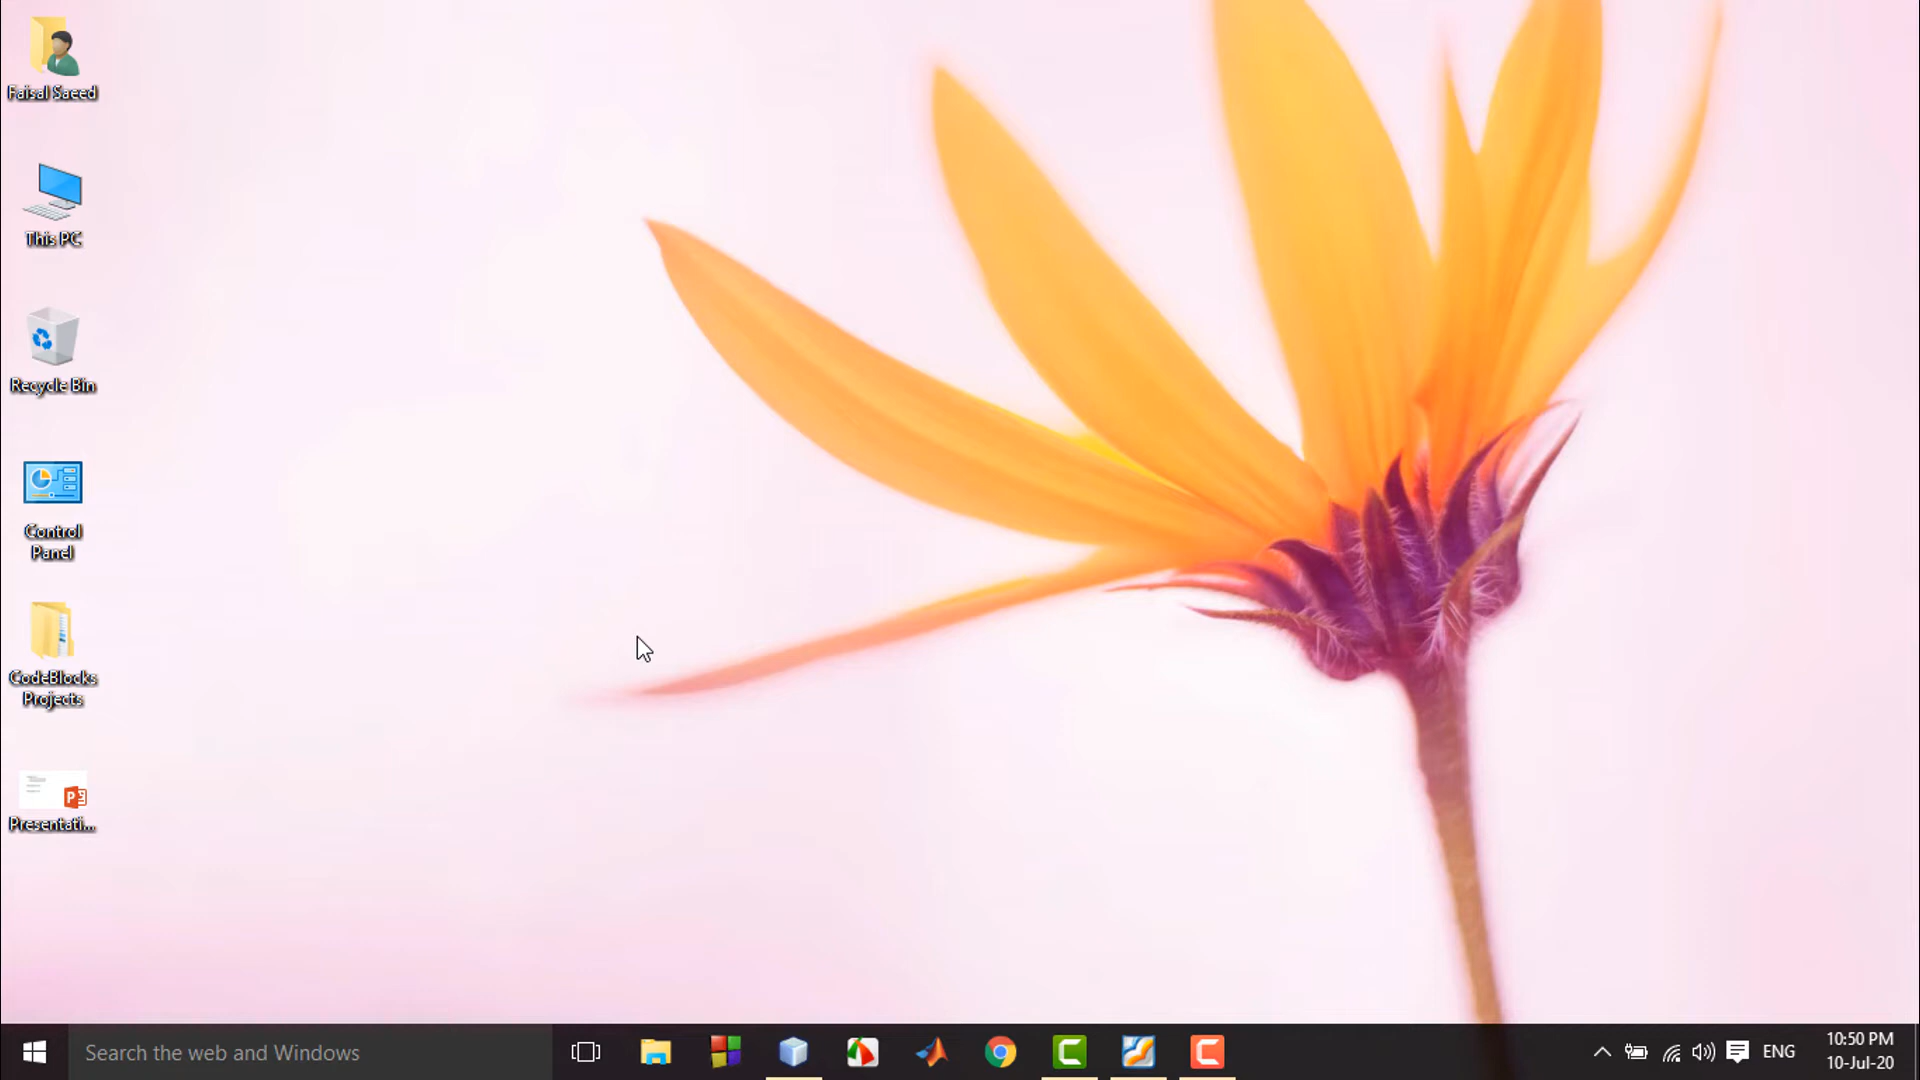 Faisal Saeed
This PC
Recycle Bin
Control
Panel
CodeBlocks
Projects
Presentati...
Search the web and Windows
ENG
10:50 PM
10-Jul-20